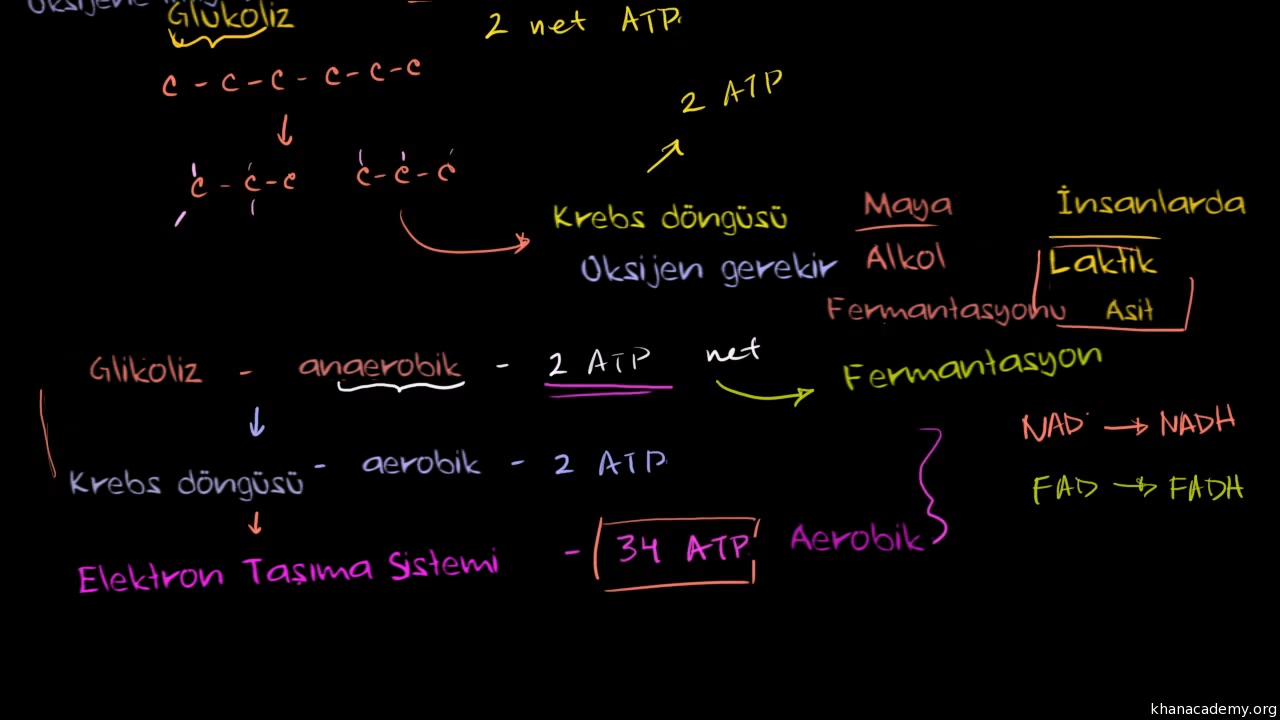 Glukoliz
2 net ATP
C - C - C - C - C - C
2 ATP
C - C - C C - C - C
Krebs döngüsü Maya İnsanlarda
Oksijen gerekir Alkol Laktik
Fermantasyonu Asit
Glikoliz - anaerobik - 2 ATP net Fermantasyon
NAD → NADH
Krebs döngüsü - aerobik - 2 ATP
FAD → FADH
Elektron Taşıma Sistemi - 34 ATP Aerobik
khanacademy.org